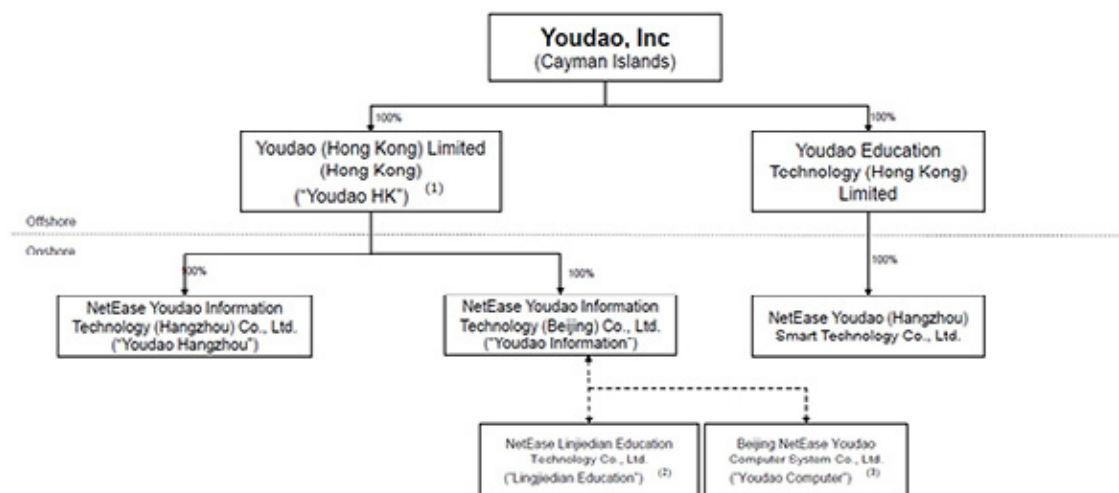 Youdao, Inc
(Cayman Islands)
100%
100%
Youdao (Hong Kong) Limited
(Hong Kong)
("Youdao HK") (1)
Youdao Education
Technology (Hong Kong)
Limited
Offshore
Onshore
100%
100%
100%
NetEase Youdao Information
Technology (Hangzhou) Co., Ltd.
("Youdao Hangzhou")
NetEase Youdao Information
Technology (Beijing) Co., Ltd.
("Youdao Information")
NetEase Youdao (Hangzhou)
Smart Technology Co., Ltd.
NetEase Linjiedian Education
Technology Co., Ltd.
("Lingjiedian Education") (2)
Beijing NetEase Youdao
Computer System Co., Ltd.
("Youdao Computer") (3)